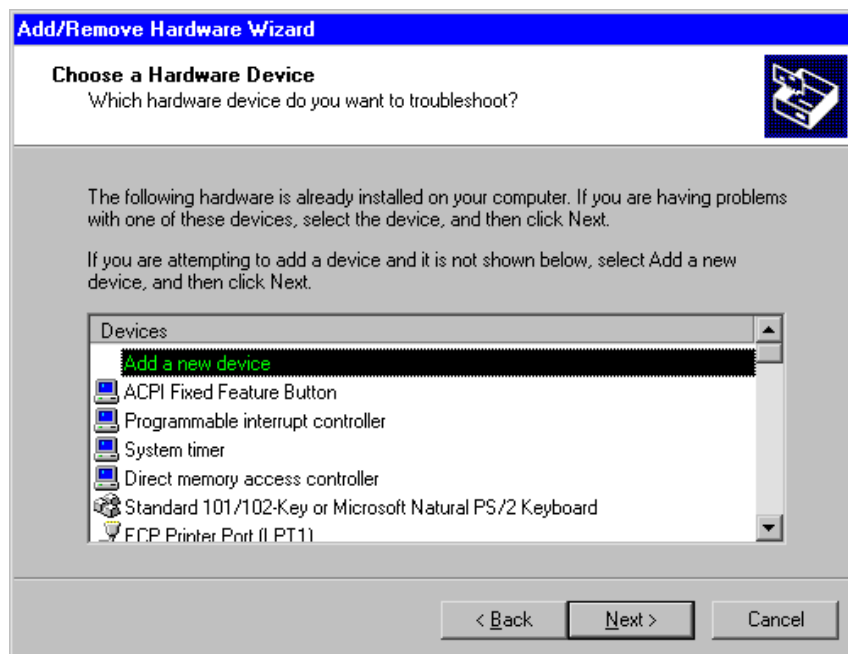 Add/Remove Hardware Wizard
Choose a Hardware Device
Which hardware device do you want to troubleshoot?
The following hardware is already installed on your computer. If you are having problems
with one of these devices, select the device, and then click Next.
If you are attempting to add a device and it is not shown below, select Add a new
device, and then click Next.
Devices
Add a new device
ACPI Fixed Feature Button
Programmable interrupt controller
System timer
Direct memory access controller
Standard 101/102-Key or Microsoft Natural PS/2 Keyboard
ECP Printer Port (LPT1)
< Back
Next >
Cancel